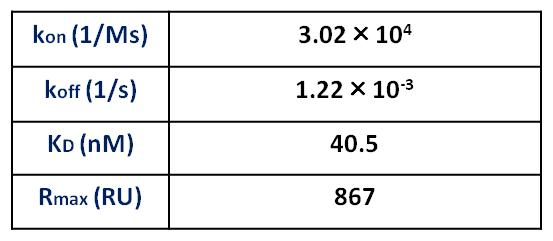 kon (1/Ms) 3.02 × 10⁴
koff (1/s) 1.22 × 10⁻³
KD (nM) 40.5
Rmax (RU) 867